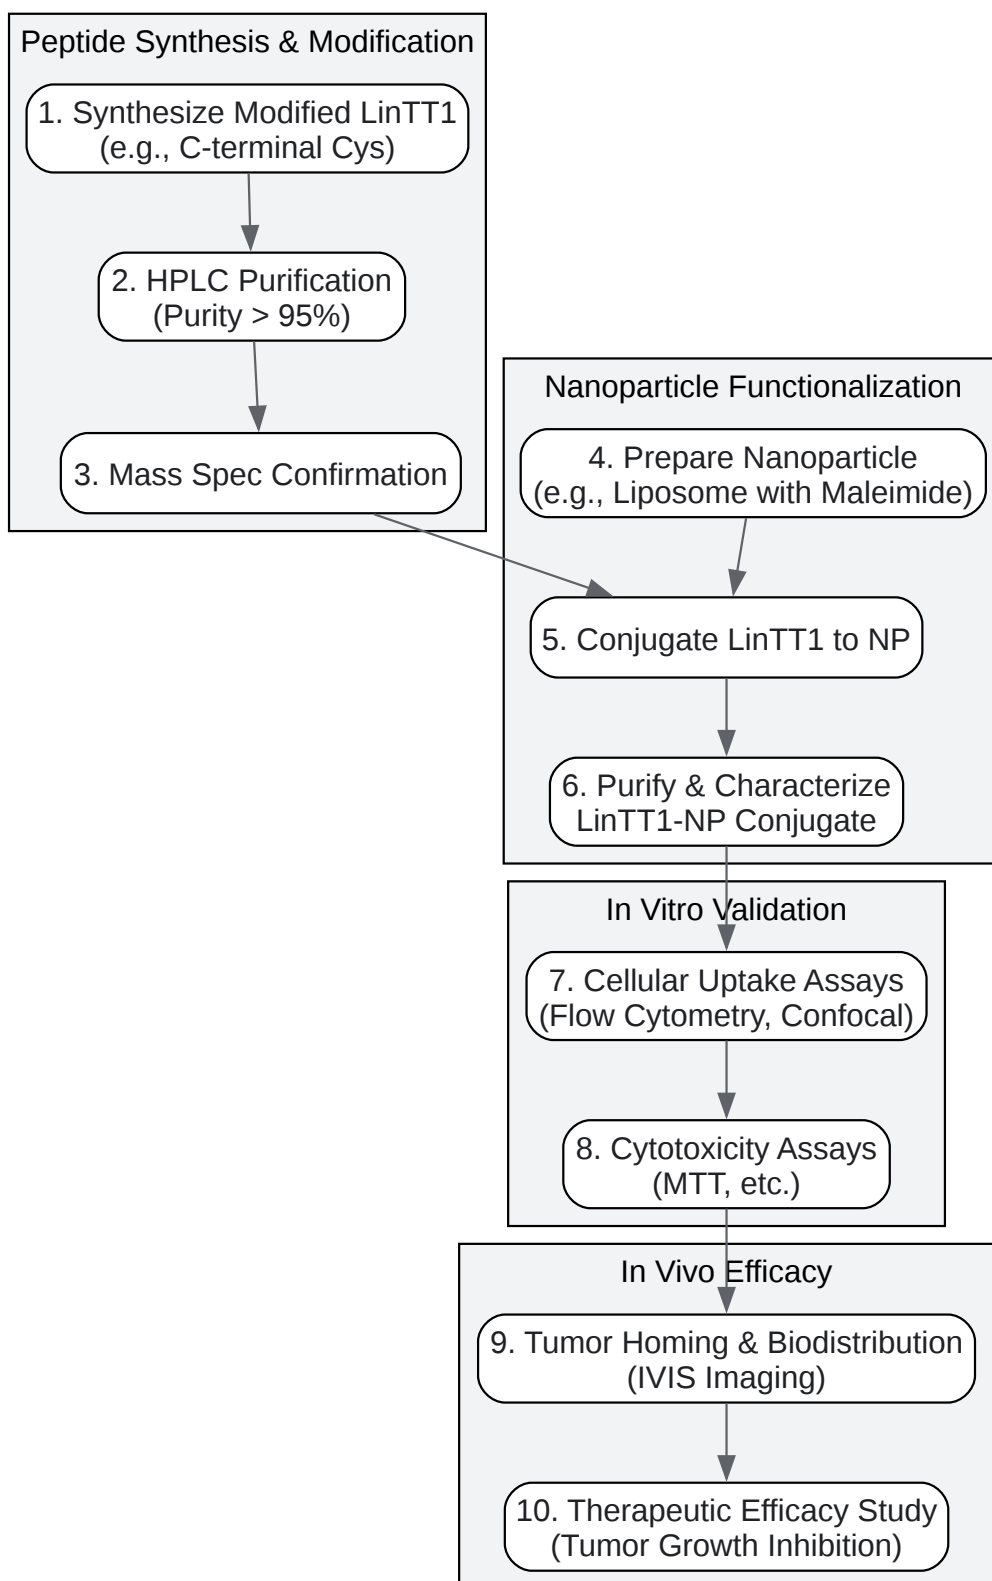 Peptide Synthesis & Modification
1. Synthesize Modified LinTT1
(e.g., C-terminal Cys)
2. HPLC Purification
(Purity > 95%)
3. Mass Spec Confirmation
Nanoparticle Functionalization
4. Prepare Nanoparticle
(e.g., Liposome with Maleimide)
5. Conjugate LinTT1 to NP
6. Purify & Characterize
LinTT1-NP Conjugate
In Vitro Validation
7. Cellular Uptake Assays
(Flow Cytometry, Confocal)
8. Cytotoxicity Assays
(MTT, etc.)
In Vivo Efficacy
9. Tumor Homing & Biodistribution
(IVIS Imaging)
10. Therapeutic Efficacy Study
(Tumor Growth Inhibition)